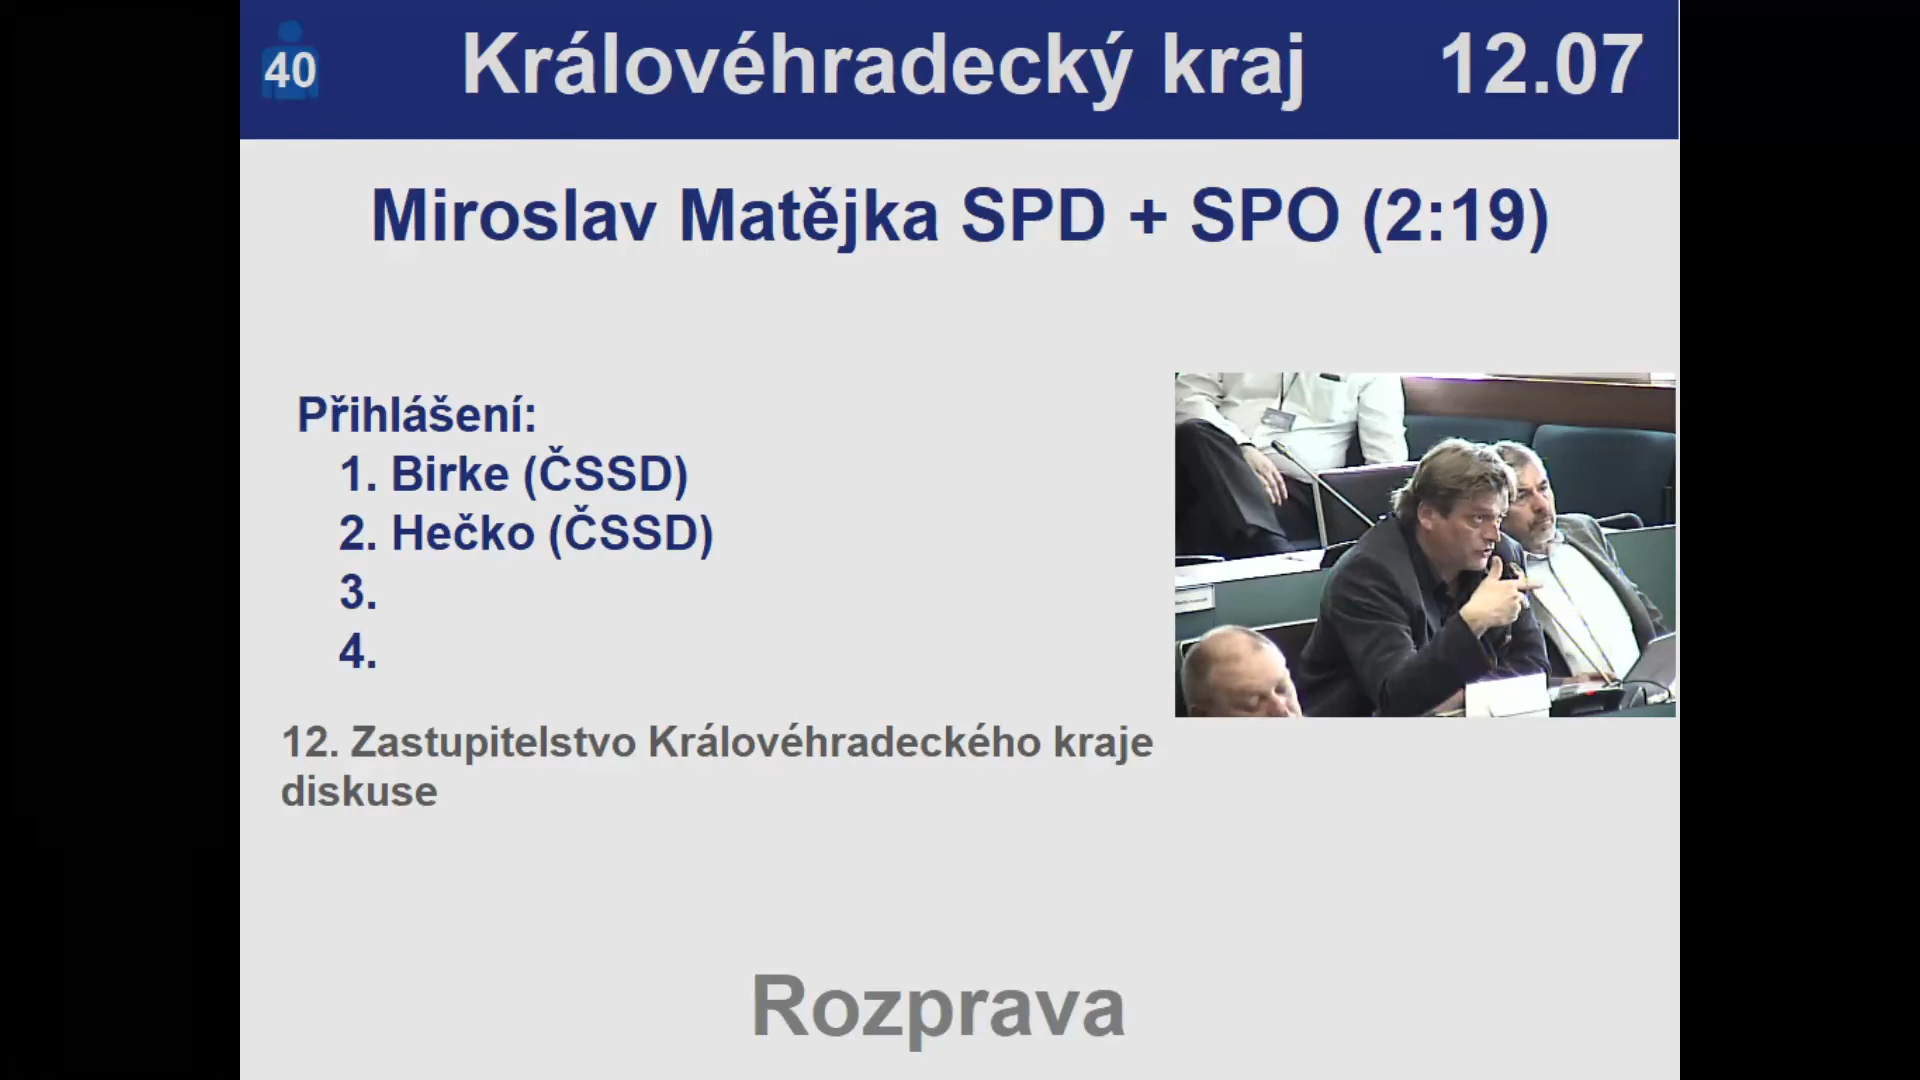 40
Královéhradecký kraj
12.07
Miroslav Matějka SPD + SPO (2:19)
Přihlášení:
1. Birke (ČSSD)
2. Hečko (ČSSD)
3.
4.
12. Zastupitelstvo Královéhradeckého kraje
diskuse
Rozprava